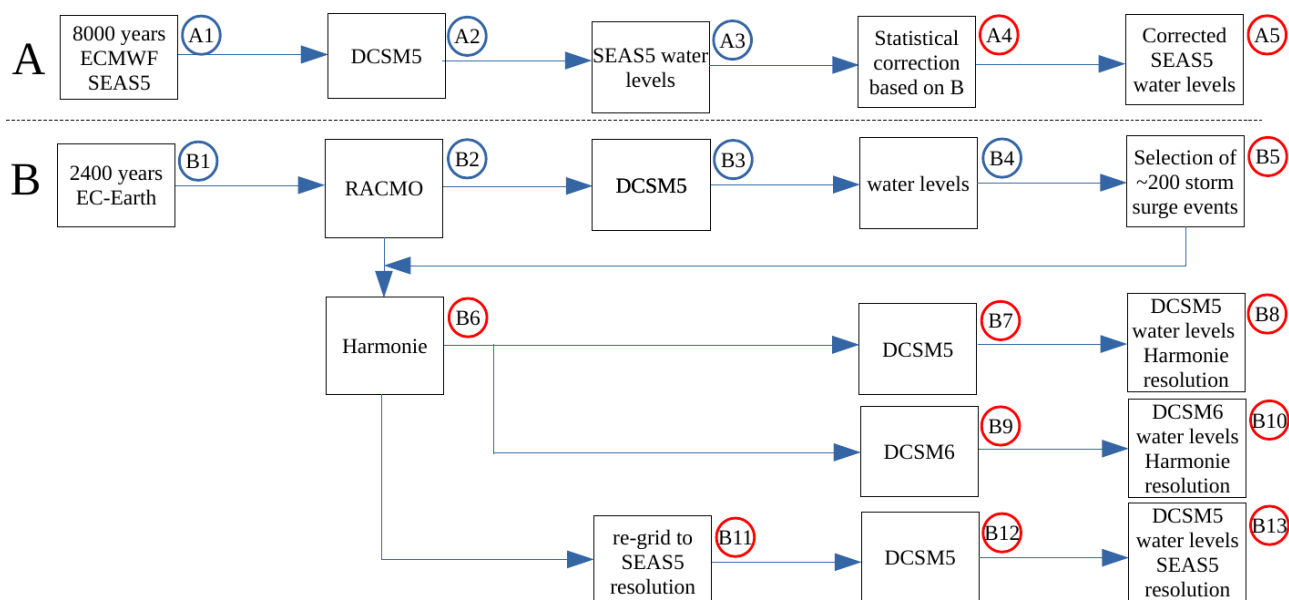 A
8000 years
ECMWF
SEAS5
A1
DCSM5
A2
SEAS5 water
levels
A3
Statistical
correction
based on B
A4
Corrected
SEAS5
water levels
A5
B
2400 years
EC-Earth
B1
RACMO
B2
DCSM5
B3
water levels
B4
Selection of
~200 storm
surge events
B5
Harmonie
B6
DCSM5
B7
DCSM5
water levels
Harmonie
resolution
B8
DCSM6
B9
DCSM6
water levels
Harmonie
resolution
B10
re-grid to
SEAS5
resolution
B11
DCSM5
B12
DCSM5
water levels
SEAS5
resolution
B13